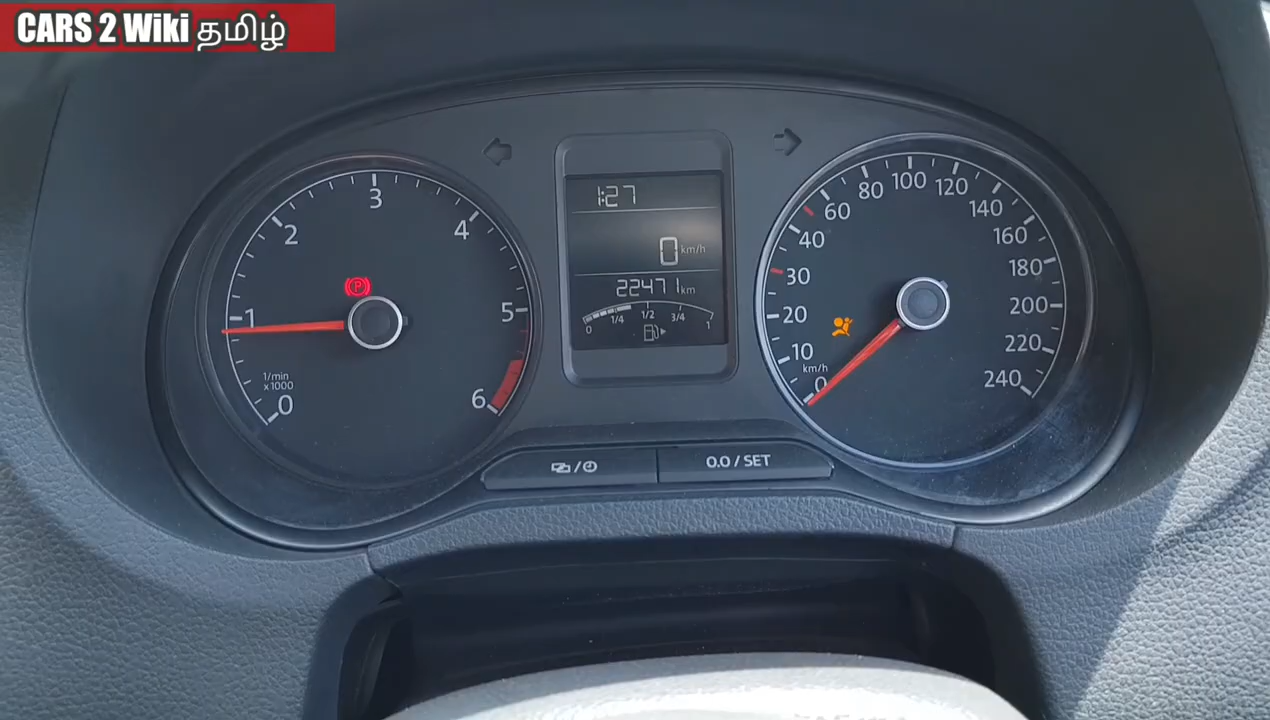 CARS 2 Wiki தமிழ்
1:27
0 km/h
22471 km
0 1/4 1/2 3/4 1
0 1 2 3 4 5 6
1/min
x1000
P
0 10 20 30 40 60 80 100 120 140 160 180 200 220 240
km/h
0.0 / SET